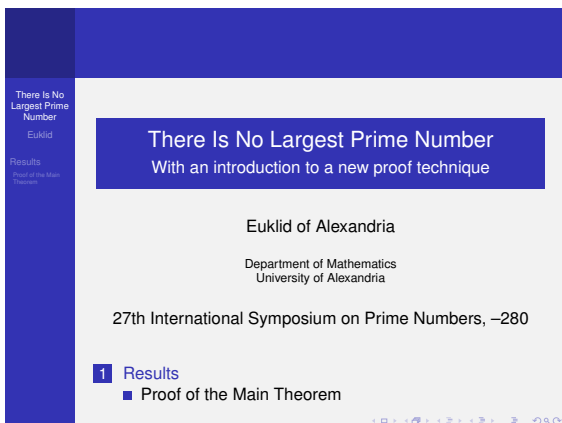 There Is No
Largest Prime
Number
Euklid
Results
Proof of the Main
Theorem
There Is No Largest Prime Number
With an introduction to a new proof technique
Euklid of Alexandria
Department of Mathematics
University of Alexandria
27th International Symposium on Prime Numbers, –280
1 Results
Proof of the Main Theorem